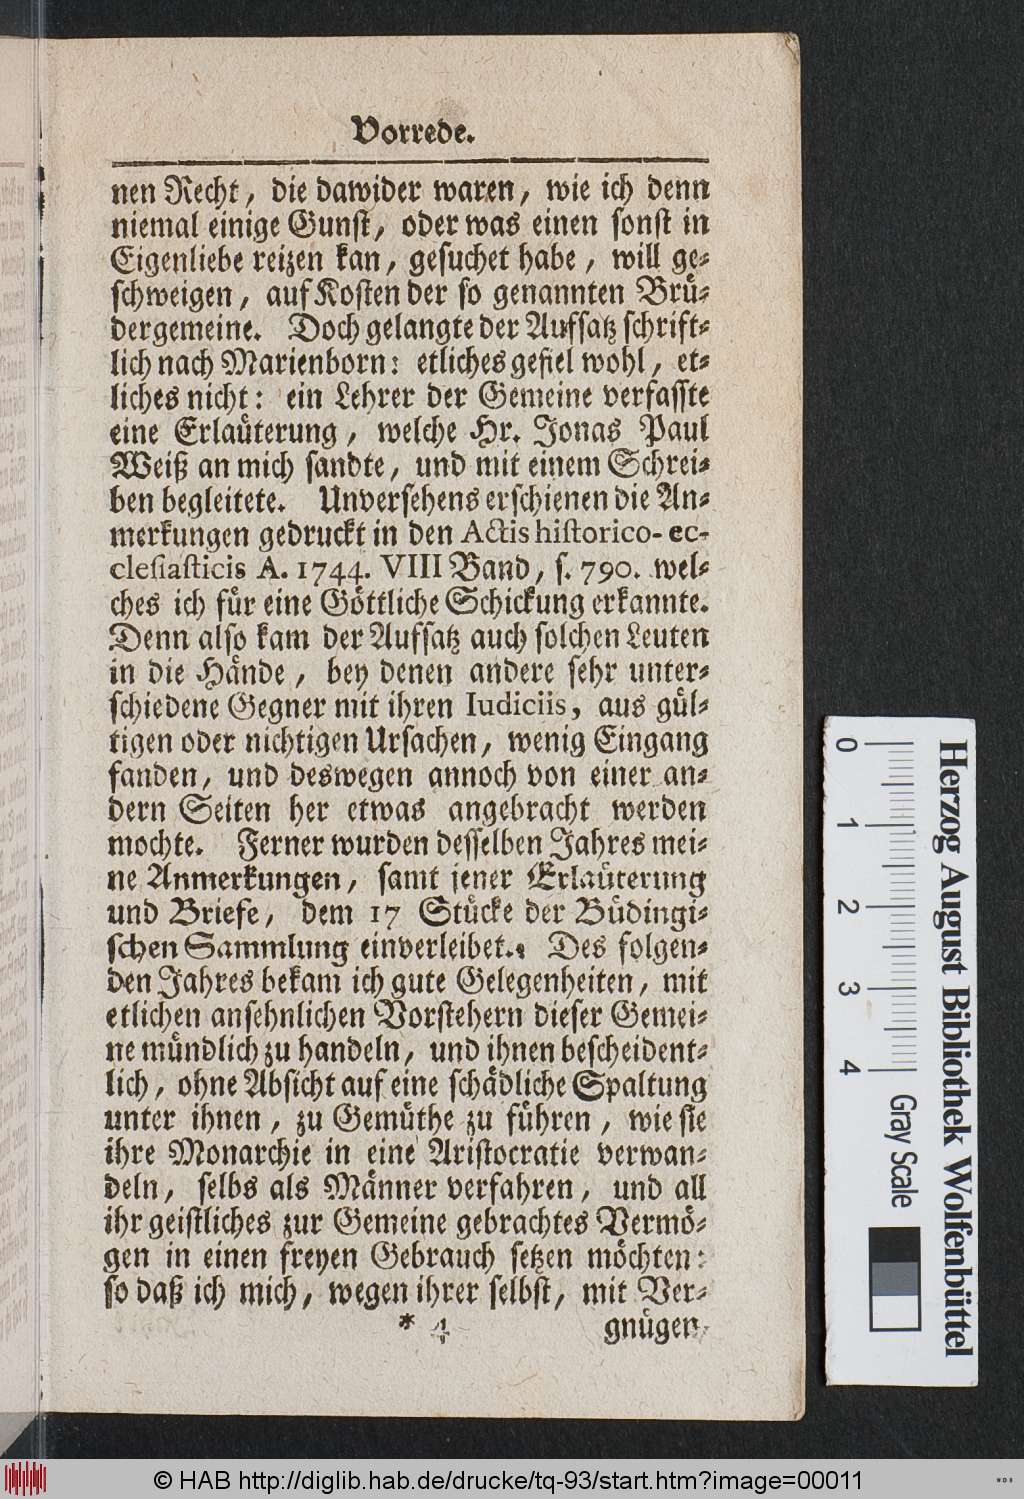 Vorrede.
nen Recht, die dawider waren, wie ich denn
niemal einige Gunst, oder was einen sonst in
Eigenliebe reizen kan, gesuchet habe, will ge-
schweigen, auf Kosten der so genannten Brü-
dergemeine. Doch gelangte der Aufsatz schrift-
lich nach Marienborn: etliches gefiel wohl, et-
liches nicht: ein Lehrer der Gemeine verfasste
eine Erläuterung, welche Hr. Jonas Paul
Weiß an mich sandte, und mit einem Schrei-
ben begleitete. Unversehens erschienen die An-
merkungen gedruckt in den Actis historico-ec-
clesiasticis A. 1744. VIII Band, s. 790. wel-
ches ich für eine Göttliche Schickung erkannte.
Denn also kam der Aufsatz auch solchen Leuten
in die Hände, bey denen andere sehr unter-
schiedene Gegner mit ihren Iudiciis, aus gül-
tigen oder nichtigen Ursachen, wenig Eingang
fanden, und deswegen annoch von einer an-
dern Seiten her etwas angebracht werden
mochte. Ferner wurden desselben Jahres mei-
ne Anmerkungen, samt jener Erläuterung
und Briefe, dem 17 Stücke der Büdingi-
schen Sammlung einverleibet. Des folgen-
den Jahres bekam ich gute Gelegenheiten, mit
etlichen ansehnlichen Vorstehern dieser Gemei-
ne mündlich zu handeln, und ihnen bescheident-
lich, ohne Absicht auf eine schädliche Spaltung
unter ihnen, zu Gemüthe zu führen, wie sie
ihre Monarchie in eine Aristocratie verwan-
deln, selbs als Männer verfahren, und all
ihr geistliches zur Gemeine gebrachtes Vermö-
gen in einen freyen Gebrauch setzen möchten:
so daß ich mich, wegen ihrer selbst, mit Ver-
* 4 gnügen
0 1 2 3 4 Gray Scale
Herzog August Bibliothek Wolfenbüttel
© HAB http://diglib.hab.de/drucke/tq-93/start.htm?image=00011